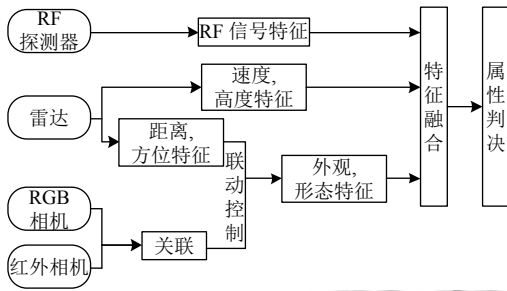 RF
探测器
RF 信号特征
速度,
高度特征
雷达
距离,
方位特征
联动控制
外观,
形态特征
特征融合
属性判决
RGB
相机
关联
红外相机